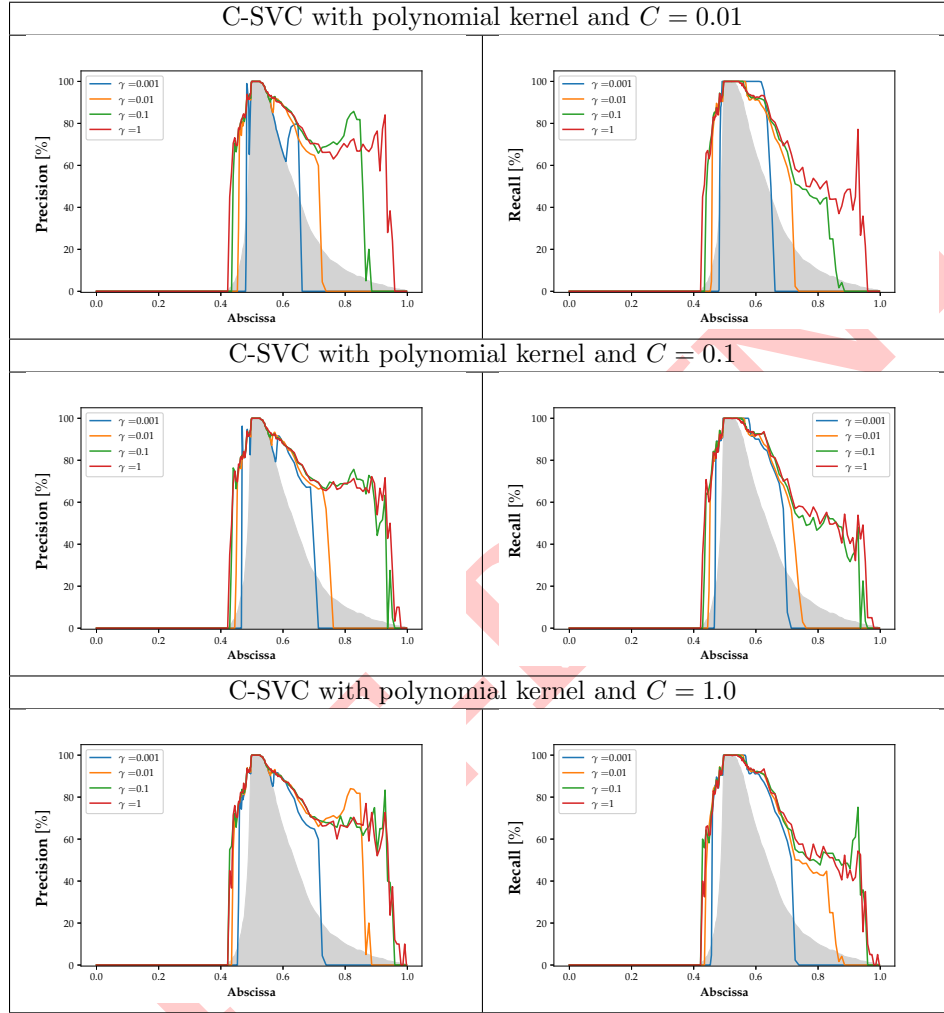 C-SVC with polynomial kernel and C = 0.01
100
80
60
40
20
0
Precision [%]
γ =0.001
γ =0.01
γ =0.1
γ =1
0.0 0.2 0.4 0.6 0.8 1.0
Abscissa
100
80
60
40
20
0
Recall [%]
γ =0.001
γ =0.01
γ =0.1
γ =1
0.0 0.2 0.4 0.6 0.8 1.0
Abscissa
C-SVC with polynomial kernel and C = 0.1
100
80
60
40
20
0
Precision [%]
γ =0.001
γ =0.01
γ =0.1
γ =1
0.0 0.2 0.4 0.6 0.8 1.0
Abscissa
100
80
60
40
20
0
Recall [%]
γ =0.001
γ =0.01
γ =0.1
γ =1
0.0 0.2 0.4 0.6 0.8 1.0
Abscissa
C-SVC with polynomial kernel and C = 1.0
100
80
60
40
20
0
Precision [%]
γ =0.001
γ =0.01
γ =0.1
γ =1
0.0 0.2 0.4 0.6 0.8 1.0
Abscissa
100
80
60
40
20
0
Recall [%]
γ =0.001
γ =0.01
γ =0.1
γ =1
0.0 0.2 0.4 0.6 0.8 1.0
Abscissa